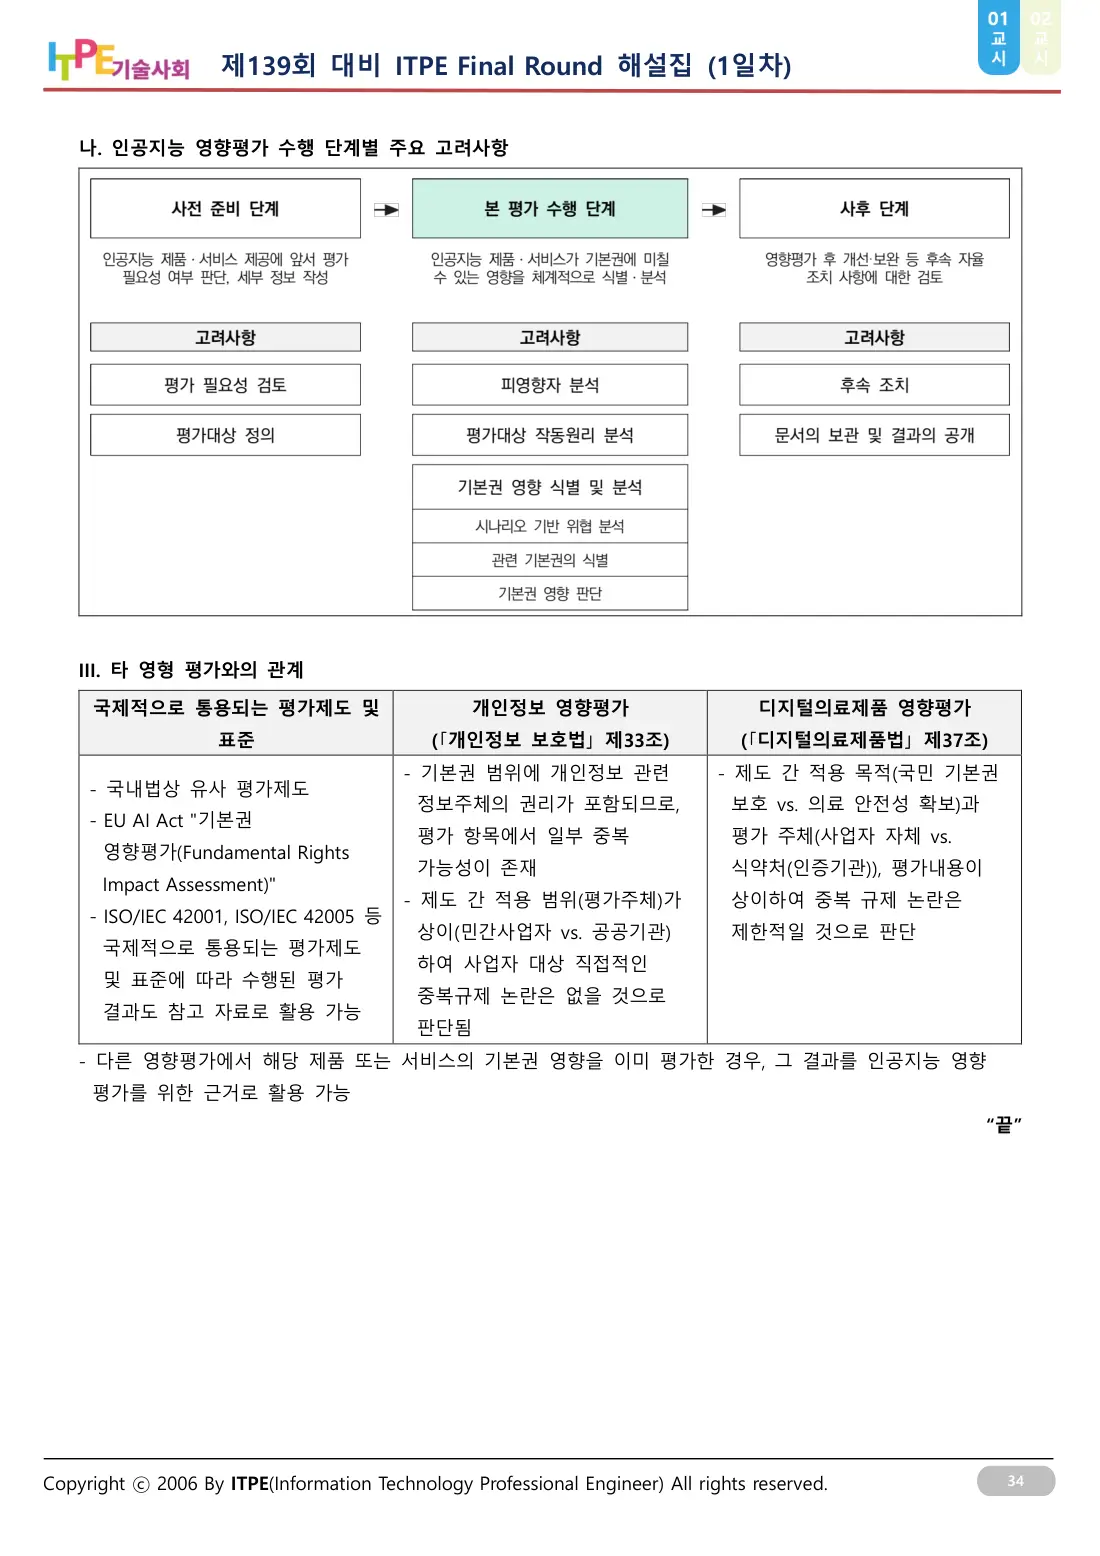 ITPE기술사회 제139회 대비 ITPE Final Round 해설집 (1일차)
01
교
시
02
교
시
나. 인공지능 영향평가 수행 단계별 주요 고려사항
사전 준비 단계
인공지능 제품·서비스 제공에 앞서 평가
필요성 여부 판단, 세부 정보 작성
고려사항
평가 필요성 검토
평가대상 정의
본 평가 수행 단계
인공지능 제품·서비스가 기본권에 미칠
수 있는 영향을 체계적으로 식별·분석
고려사항
피영향자 분석
평가대상 작동원리 분석
기본권 영향 식별 및 분석
시나리오 기반 위협 분석
관련 기본권의 식별
기본권 영향 판단
사후 단계
영향평가 후 개선·보완 등 후속 자율
조치 사항에 대한 검토
고려사항
후속 조치
문서의 보관 및 결과의 공개
III. 타 영형 평가와의 관계
국제적으로 통용되는 평가제도 및
표준
개인정보 영향평가
(「개인정보 보호법」 제33조)
디지털의료제품 영향평가
(「디지털의료제품법」 제37조)
- 국내법상 유사 평가제도
- EU AI Act "기본권
영향평가(Fundamental Rights
Impact Assessment)"
- ISO/IEC 42001, ISO/IEC 42005 등
국제적으로 통용되는 평가제도
및 표준에 따라 수행된 평가
결과도 참고 자료로 활용 가능
- 기본권 범위에 개인정보 관련
정보주체의 권리가 포함되므로,
평가 항목에서 일부 중복
가능성이 존재
- 제도 간 적용 범위(평가주체)가
상이(민간사업자 vs. 공공기관)
하여 사업자 대상 직접적인
중복규제 논란은 없을 것으로
판단됨
- 제도 간 적용 목적(국민 기본권
보호 vs. 의료 안전성 확보)과
평가 주체(사업자 자체 vs.
식약처(인증기관)), 평가내용이
상이하여 중복 규제 논란은
제한적일 것으로 판단
- 다른 영향평가에서 해당 제품 또는 서비스의 기본권 영향을 이미 평가한 경우, 그 결과를 인공지능 영향
평가를 위한 근거로 활용 가능
“끝”
Copyright ⓒ 2006 By ITPE(Information Technology Professional Engineer) All rights reserved.
34